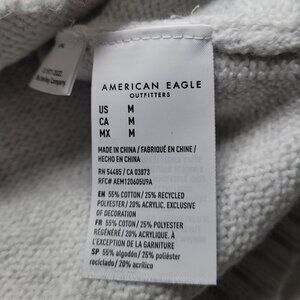 AMERICAN EAGLE
OUTFITTERS
US M
CA M
MX M
MADE IN CHINA / FABRIQUÉ EN CHINE /
HECHO EN CHINA
RN 54485 / CA 03873
RFC# AEM120605U9A
EN 55% COTTON / 25% RECYCLED
POLYESTER / 20% ACRYLIC. EXCLUSIVE
OF DECORATION
FR 55% COTON / 25% POLYESTER
RÉGÉNÉRÉ / 20% ACRYLIQUE. À
L'EXCEPTION DE LA GARNITURE
SP 55% algodón / 25% poliéster
reciclado / 20% acrílico